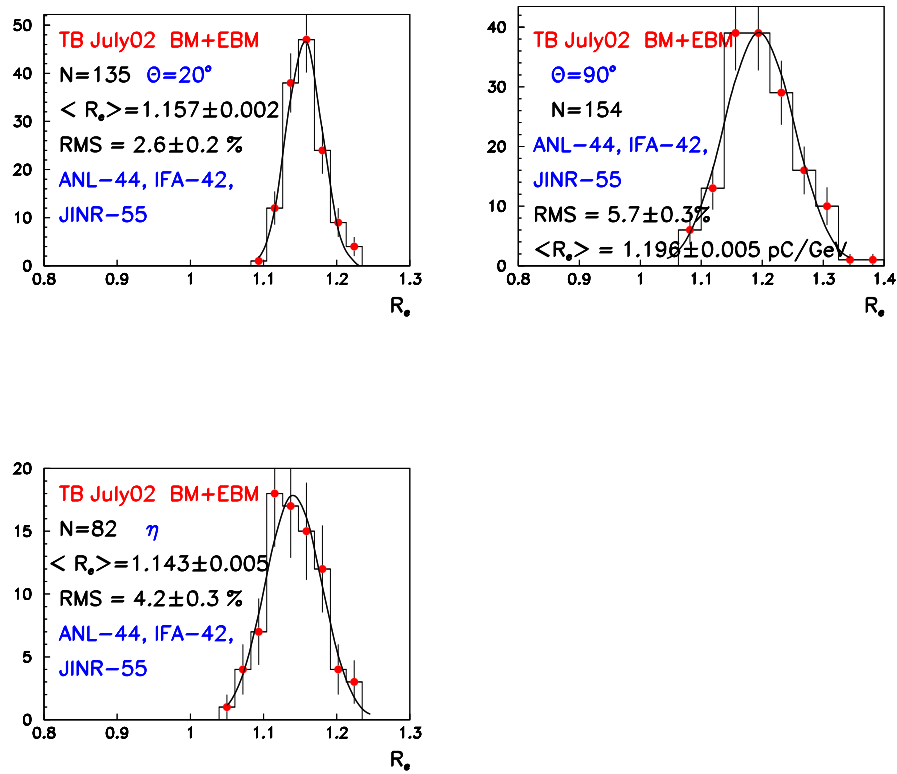 TB July02 BM+EBM
N=135 Θ=20°
< Rₑ>=1.157±0.002
RMS = 2.6±0.2 %
ANL-44, IFA-42,
JINR-55
50
40
30
20
10
0
0.8 0.9 1 1.1 1.2 1.3
Rₑ
TB July02 BM+EBM
Θ=90°
N=154
ANL-44, IFA-42,
JINR-55
RMS = 5.7±0.3%
<Rₑ> = 1.196±0.005 pC/GeV
40
30
20
10
0
0.8 0.9 1 1.1 1.2 1.3 1.4
Rₑ
TB July02 BM+EBM
N=82 η
< Rₑ>=1.143±0.005
RMS = 4.2±0.3 %
ANL-44, IFA-42,
JINR-55
20
15
10
5
0
0.8 0.9 1 1.1 1.2 1.3
Rₑ